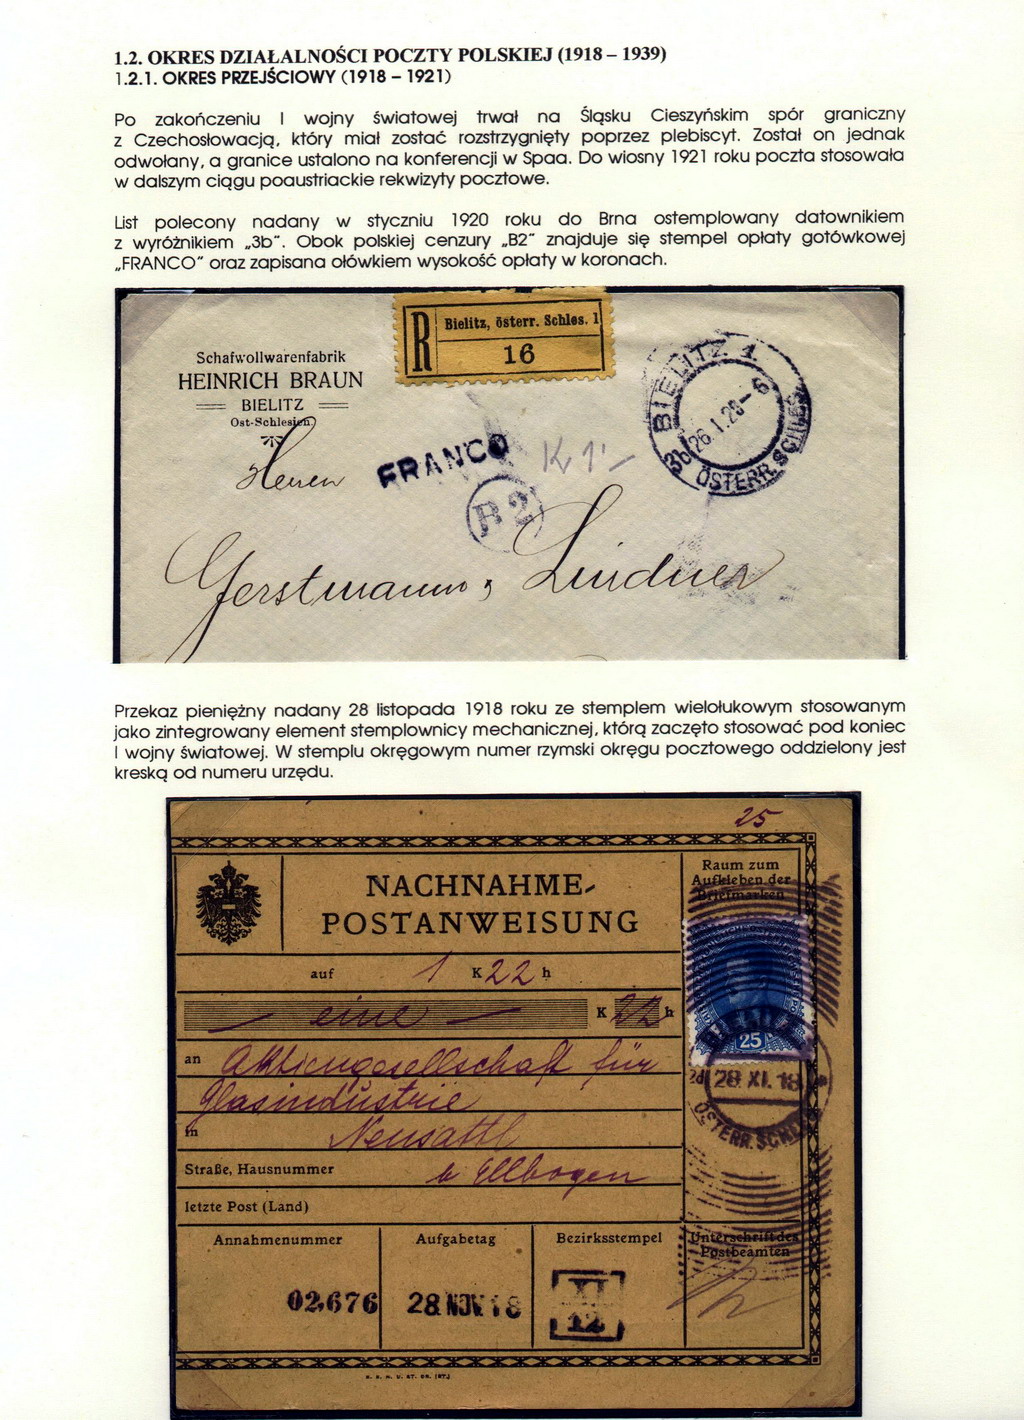 1.2. OKRES DZIAŁALNOŚCI POCZTY POLSKIEJ (1918 – 1939)
1.2.1. OKRES PRZEJŚCIOWY (1918 – 1921)
Po zakończeniu I wojny światowej trwał na Śląsku Cieszyńskim spór graniczny
z Czechosłowacją, który miał zostać rozstrzygnięty poprzez plebiscyt. Został on jednak
odwołany, a granice ustalono na konferencji w Spaa. Do wiosny 1921 roku poczta stosowała
w dalszym ciągu poaustriackie rekwizyty pocztowe.
List polecony nadany w styczniu 1920 roku do Brna ostemplowany datownikiem
z wyróżnikiem „3b". Obok polskiej cenzury „B2" znajduje się stempel opłaty gotówkowej
„FRANCO" oraz zapisana ołówkiem wysokość opłaty w koronach.
R
Bielitz, österr. Schles. 1
16
Schafwollwarenfabrik
HEINRICH BRAUN
BIELITZ
Ost-Schlesien
BIELITZ 1
26.1.20-6
3b ÖSTERR. SCHLES.
FRANCO
K 1'-
B2
Herren
Gerstmann & Lindner
Przekaz pieniężny nadany 28 listopada 1918 roku ze stemplem wielołukowym stosowanym
jako zintegrowany element stemplownicy mechanicznej, którą zaczęto stosować pod koniec
I wojny światowej. W stemplu okręgowym numer rzymski okręgu pocztowego oddzielony jest
kreską od numeru urzędu.
25
NACHNAHME-
POSTANWEISUNG
Raum zum
Aufkleben der
Briefmarken
auf 1 K 22 h
eine K 22 h
25
an Aktiengesellschaft für
Glasindustrie
in Neusattl
Straße, Hausnummer b Ellbogen
letzte Post (Land)
BIELITZ
2d 28 XI. 18
ÖSTERR. SCHL
Annahmenummer
Aufgabetag
Bezirksstempel
Unterschrift des
Postbeamten
02,676
28 NOV. 18
XI
12